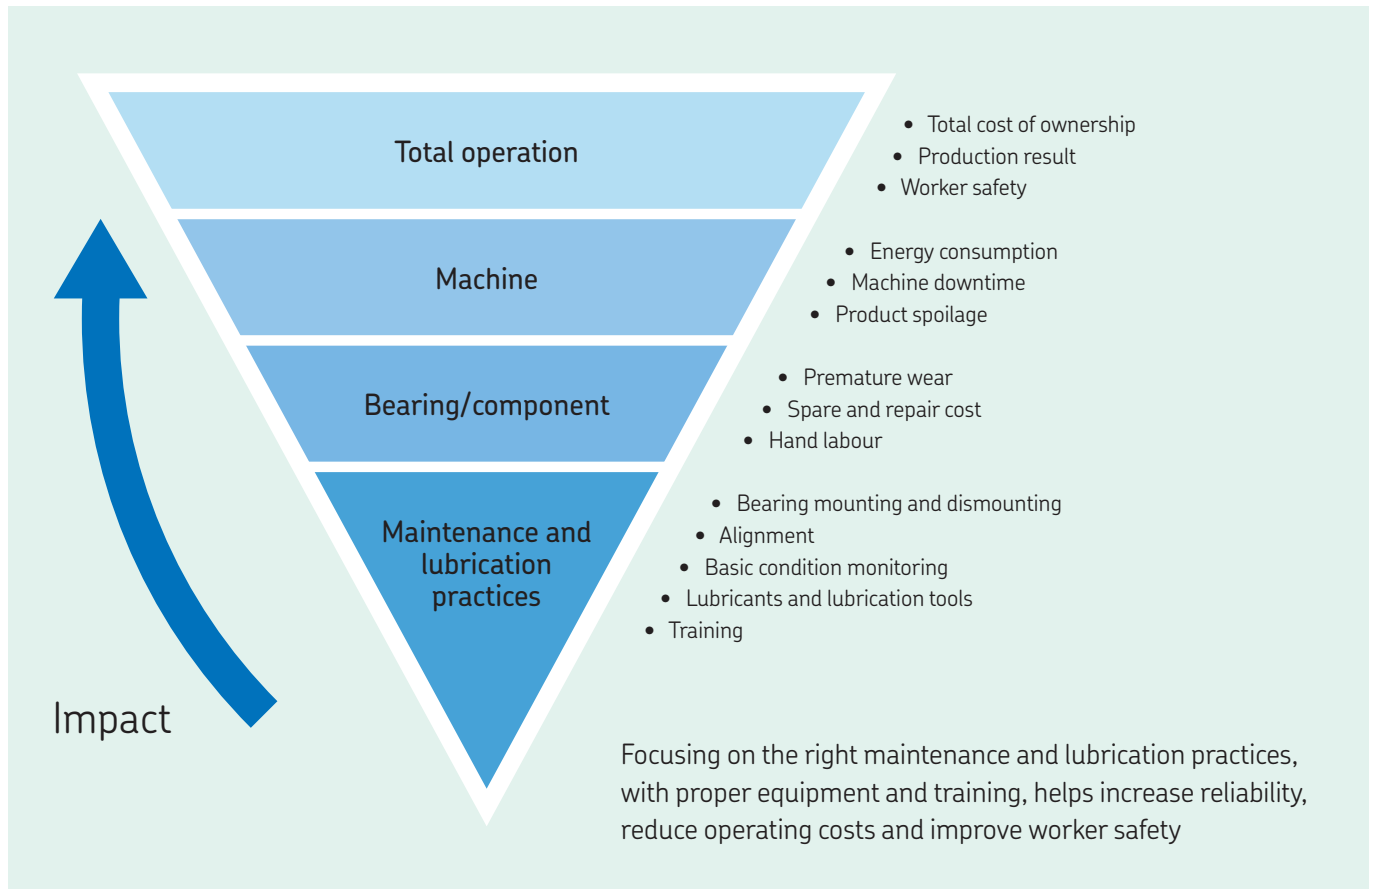 Total operation
• Total cost of ownership
• Production result
• Worker safety
Machine
• Energy consumption
• Machine downtime
• Product spoilage
Bearing/component
• Premature wear
• Spare and repair cost
• Hand labour
Maintenance and
lubrication
practices
• Bearing mounting and dismounting
• Alignment
• Basic condition monitoring
• Lubricants and lubrication tools
• Training
Impact
Focusing on the right maintenance and lubrication practices,
with proper equipment and training, helps increase reliability,
reduce operating costs and improve worker safety